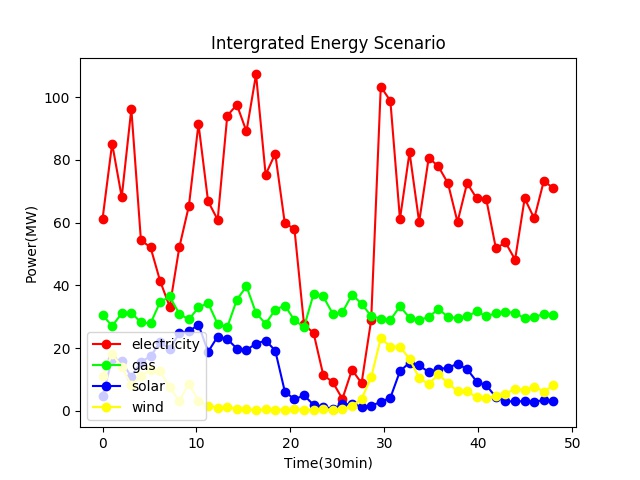 Intergrated Energy Scenario
Power(MW)
100
80
60
40
20
0
electricity
gas
solar
wind
0 10 20 30 40 50
Time(30min)